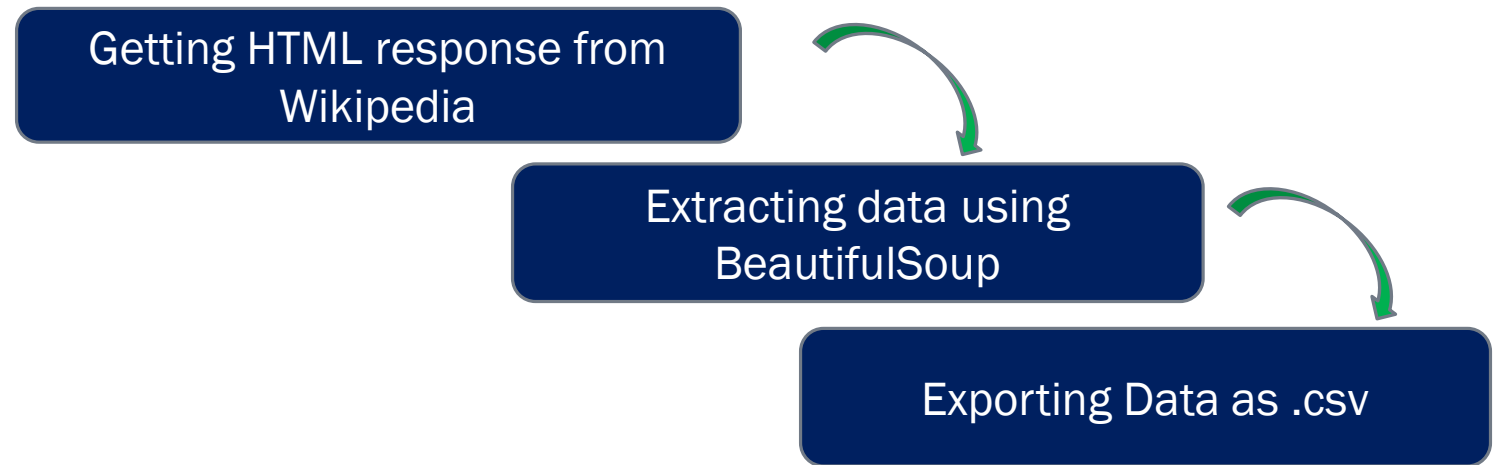 Getting HTML response from
Wikipedia
Extracting data using
BeautifulSoup
Exporting Data as .csv